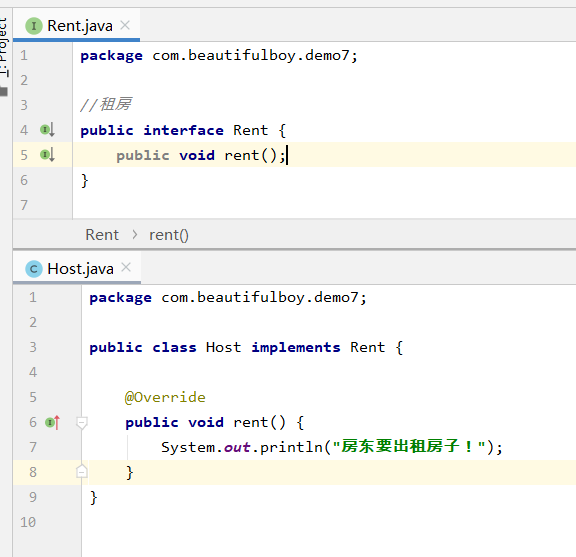 1: Project
Rent.java
1 package com.beautifulboy.demo7;
2
3 //租房
4 public interface Rent {
5 public void rent();
6 }
7
Rent > rent()
Host.java
1 package com.beautifulboy.demo7;
2
3 public class Host implements Rent {
4
5 @Override
6 public void rent() {
7 System.out.println("房东要出租房子！");
8 }
9 }
10